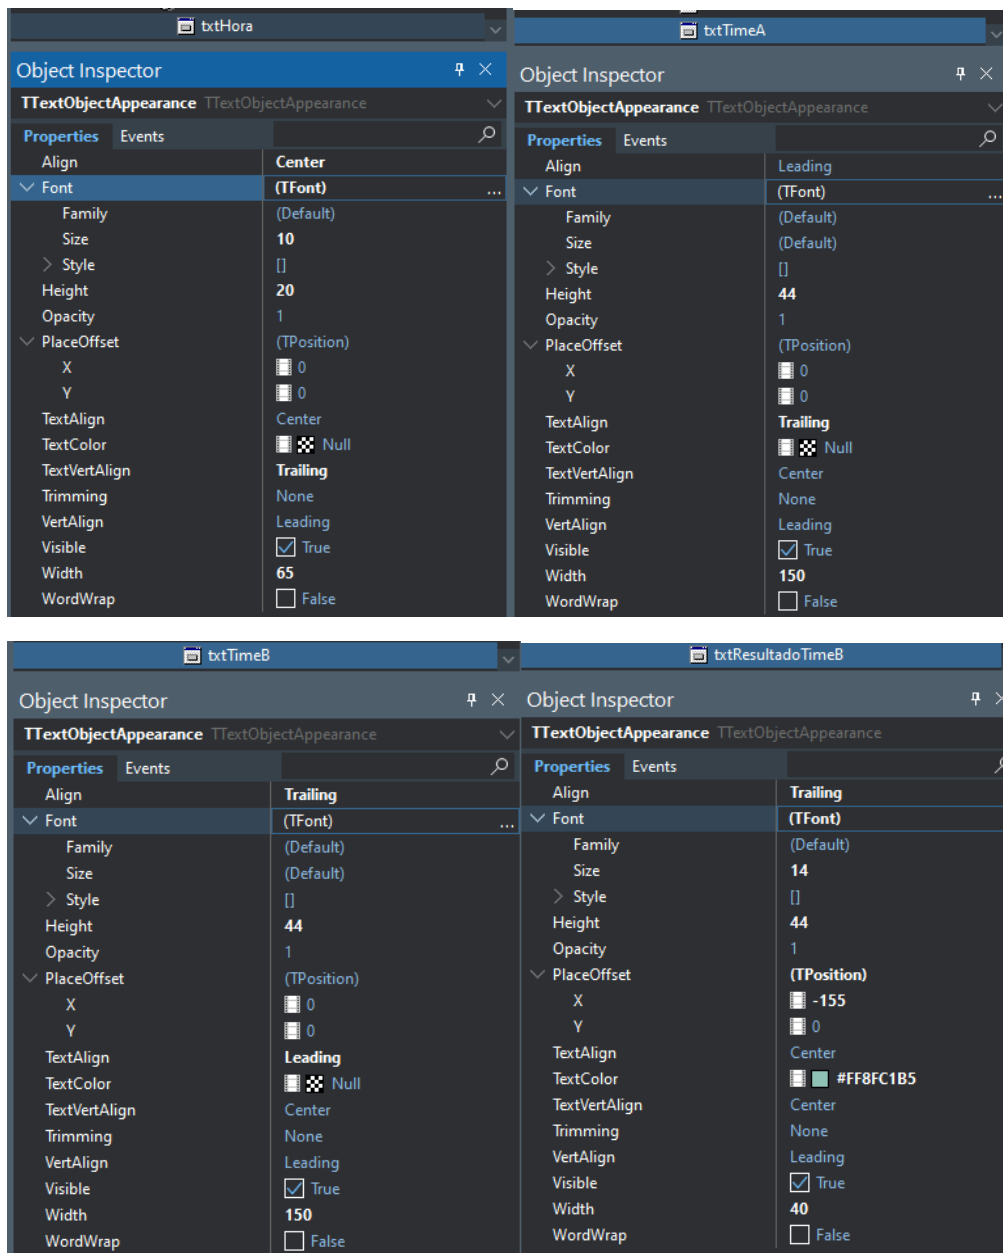 txtHora
Object Inspector
TTextObjectAppearance TTextObjectAppearance
Properties Events
Align Center
Font (TFont) ...
Family (Default)
Size 10
Style []
Height 20
Opacity 1
PlaceOffset (TPosition)
X 0
Y 0
TextAlign Center
TextColor Null
TextVertAlign Trailing
Trimming None
VertAlign Leading
Visible True
Width 65
WordWrap False
txtTimeA
Object Inspector
TTextObjectAppearance TTextObjectAppearance
Properties Events
Align Leading
Font (TFont) ...
Family (Default)
Size (Default)
Style []
Height 44
Opacity 1
PlaceOffset (TPosition)
X 0
Y 0
TextAlign Trailing
TextColor Null
TextVertAlign Center
Trimming None
VertAlign Leading
Visible True
Width 150
WordWrap False
txtTimeB
Object Inspector
TTextObjectAppearance TTextObjectAppearance
Properties Events
Align Trailing
Font (TFont) ...
Family (Default)
Size (Default)
Style []
Height 44
Opacity 1
PlaceOffset (TPosition)
X 0
Y 0
TextAlign Leading
TextColor Null
TextVertAlign Center
Trimming None
VertAlign Leading
Visible True
Width 150
WordWrap False
txtResultadoTimeB
Object Inspector
TTextObjectAppearance TTextObjectAppearance
Properties Events
Align Trailing
Font (TFont)
Family (Default)
Size 14
Style []
Height 44
Opacity 1
PlaceOffset (TPosition)
X -155
Y 0
TextAlign Center
TextColor #FF8FC1B5
TextVertAlign Center
Trimming None
VertAlign Leading
Visible True
Width 40
WordWrap False